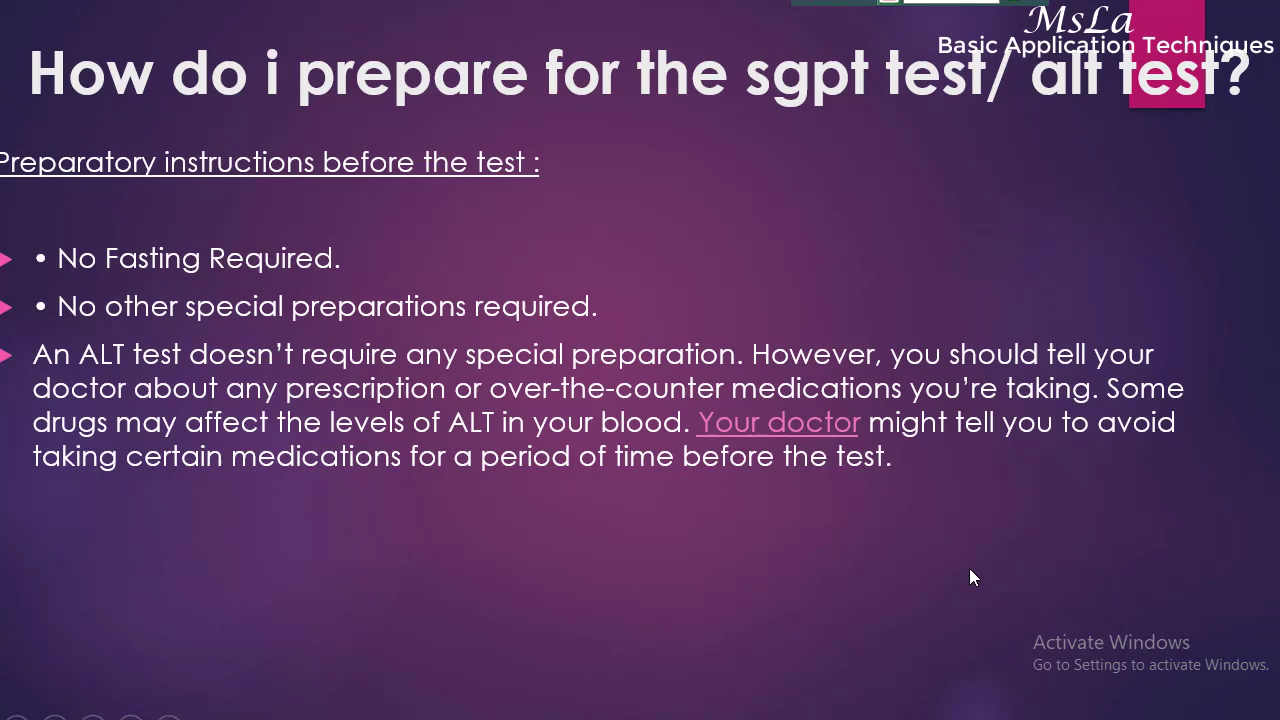 MsLa
Basic Application Techniques
How do i prepare for the sgpt test/ alt test?
Preparatory instructions before the test :
• No Fasting Required.
• No other special preparations required.
An ALT test doesn’t require any special preparation. However, you should tell your
doctor about any prescription or over-the-counter medications you’re taking. Some
drugs may affect the levels of ALT in your blood. Your doctor might tell you to avoid
taking certain medications for a period of time before the test.
Activate Windows
Go to Settings to activate Windows.